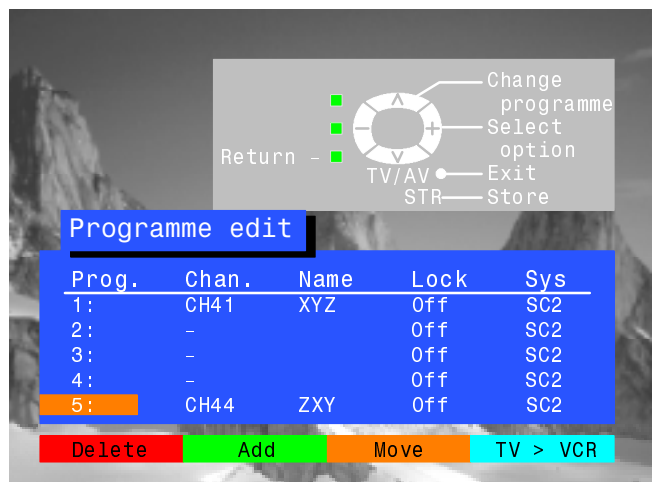 Change
programme
Select
option
Return –
TV/AV Exit
STR Store
Programme edit
Prog. Chan. Name Lock Sys
1: CH41 XYZ Off SC2
2: – Off SC2
3: – Off SC2
4: – Off SC2
5: CH44 ZXY Off SC2
Delete Add Move TV > VCR